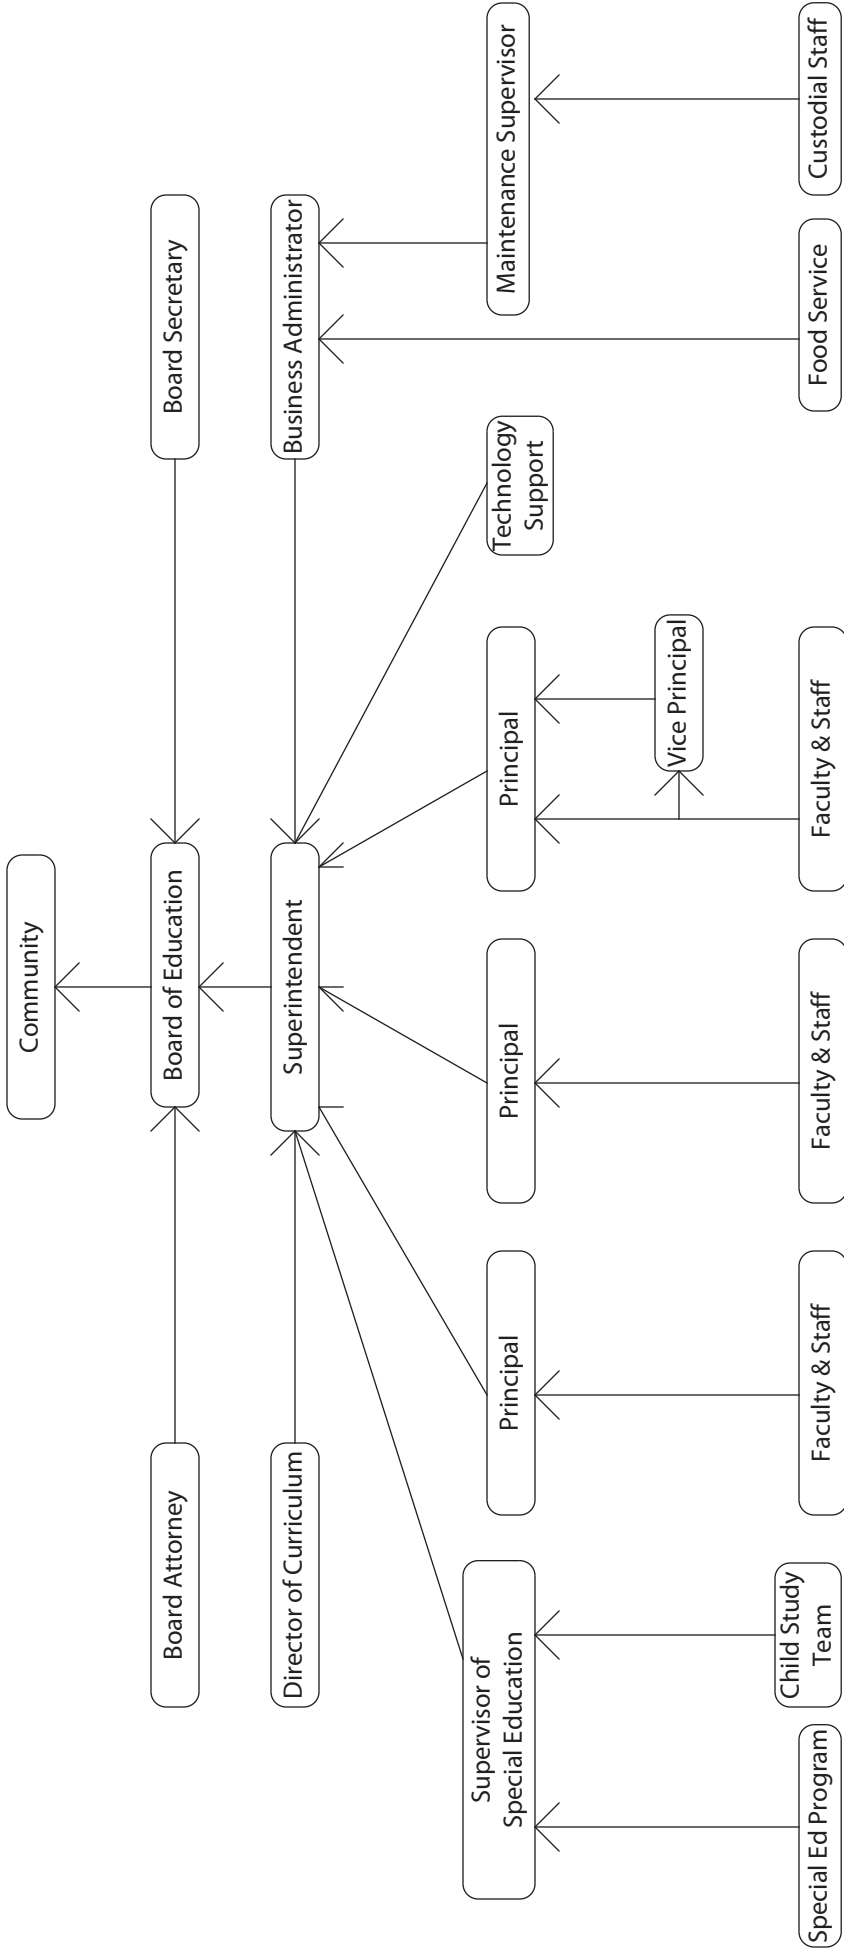 Community
Board Attorney
Board of Education
Board Secretary
Director of Curriculum
Superintendent
Business Administrator
Supervisor of
Special Education
Principal
Principal
Principal
Technology
Support
Maintenance Supervisor
Vice Principal
Special Ed Program
Child Study
Team
Faculty & Staff
Faculty & Staff
Faculty & Staff
Food Service
Custodial Staff